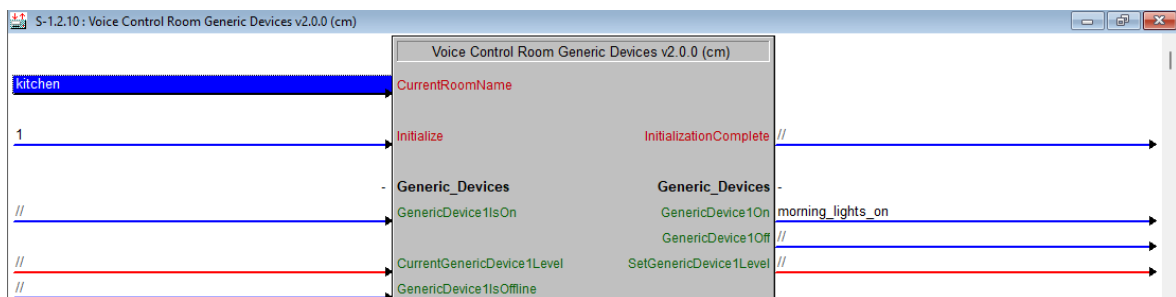 S-1.2.10 : Voice Control Room Generic Devices v2.0.0 (cm)
Voice Control Room Generic Devices v2.0.0 (cm)
kitchen CurrentRoomName
1 Initialize InitializationComplete //
- Generic_Devices Generic_Devices -
// GenericDevice1IsOn GenericDevice1On morning_lights_on
GenericDevice1Off //
// CurrentGenericDevice1Level SetGenericDevice1Level //
// GenericDevice1IsOffline